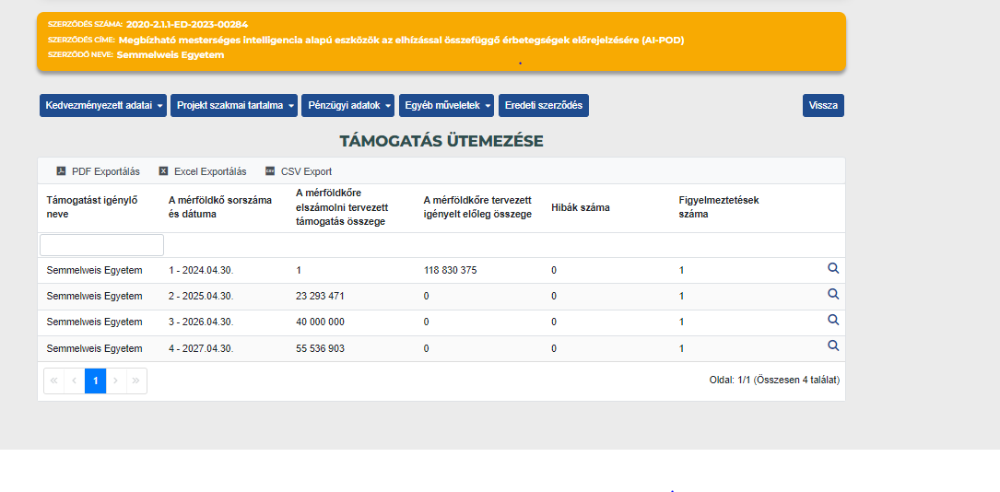 SZERZŐDÉS SZÁMA: 2020-2.1.1-ED-2023-00284
SZERZŐDÉS CÍME: Megbízható mesterséges intelligencia alapú eszközök az elhízással összefüggő érbetegségek előrejelzésére (AI-POD)
SZERZŐDŐ NEVE: Semmelweis Egyetem
Kedvezményezett adatai Projekt szakmai tartalma Pénzügyi adatok Egyéb műveletek Eredeti szerződés Vissza
TÁMOGATÁS ÜTEMEZÉSE
PDF Exportálás Excel Exportálás CSV Export
Támogatást igénylő neve
A mérföldkő sorszáma és dátuma
A mérföldkőre elszámolni tervezett támogatás összege
A mérföldkőre tervezett igényelt előleg összege
Hibák száma
Figyelmeztetések száma
Semmelweis Egyetem 1 - 2024.04.30. 1 118 830 375 0 1
Semmelweis Egyetem 2 - 2025.04.30. 23 293 471 0 0 1
Semmelweis Egyetem 3 - 2026.04.30. 40 000 000 0 0 1
Semmelweis Egyetem 4 - 2027.04.30. 55 536 903 0 0 1
« ‹ 1 › » Oldal: 1/1 (Összesen 4 találat)